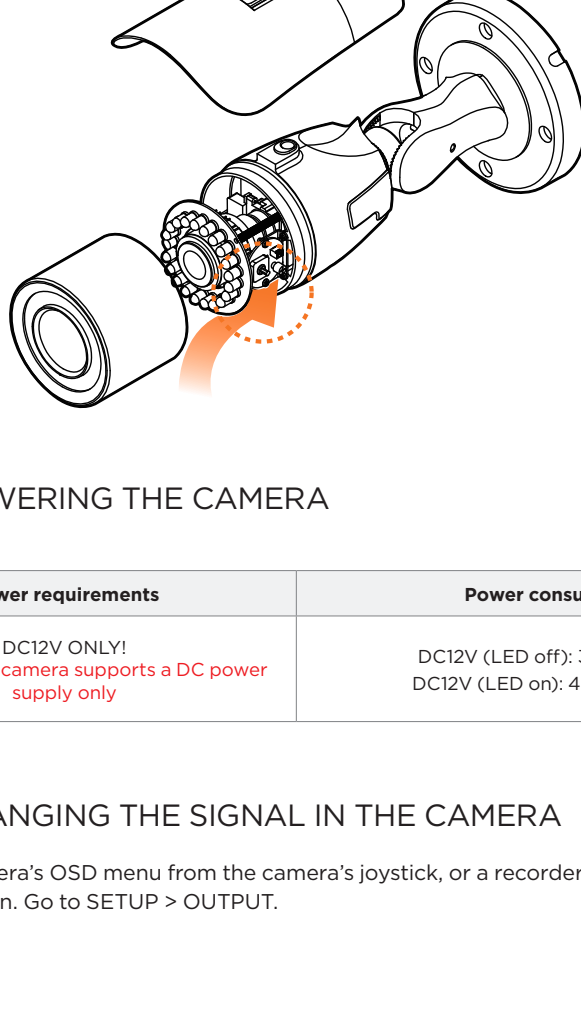 WERING THE CAMERA
wer requirements
Power consu
DC12V ONLY!
camera supports a DC power
supply only
DC12V (LED off): 3
DC12V (LED on): 4
ANGING THE SIGNAL IN THE CAMERA
era’s OSD menu from the camera’s joystick, or a recorder
n. Go to SETUP > OUTPUT.